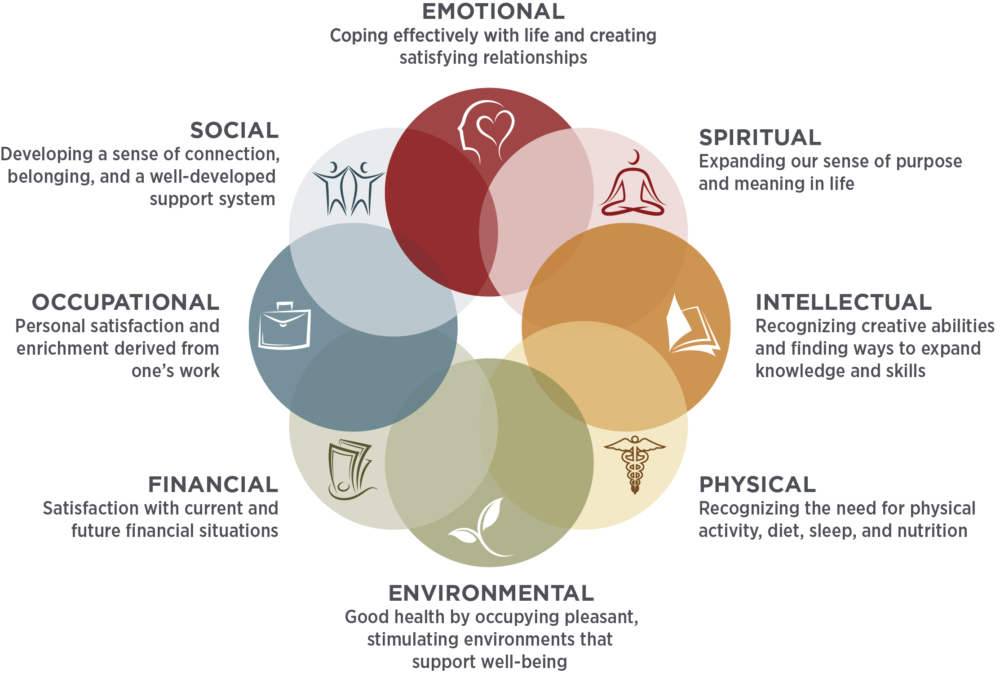 EMOTIONAL
Coping effectively with life and creating
satisfying relationships
SPIRITUAL
Expanding our sense of purpose
and meaning in life
INTELLECTUAL
Recognizing creative abilities
and finding ways to expand
knowledge and skills
PHYSICAL
Recognizing the need for physical
activity, diet, sleep, and nutrition
ENVIRONMENTAL
Good health by occupying pleasant,
stimulating environments that
support well-being
FINANCIAL
Satisfaction with current and
future financial situations
OCCUPATIONAL
Personal satisfaction and
enrichment derived from
one’s work
SOCIAL
Developing a sense of connection,
belonging, and a well-developed
support system